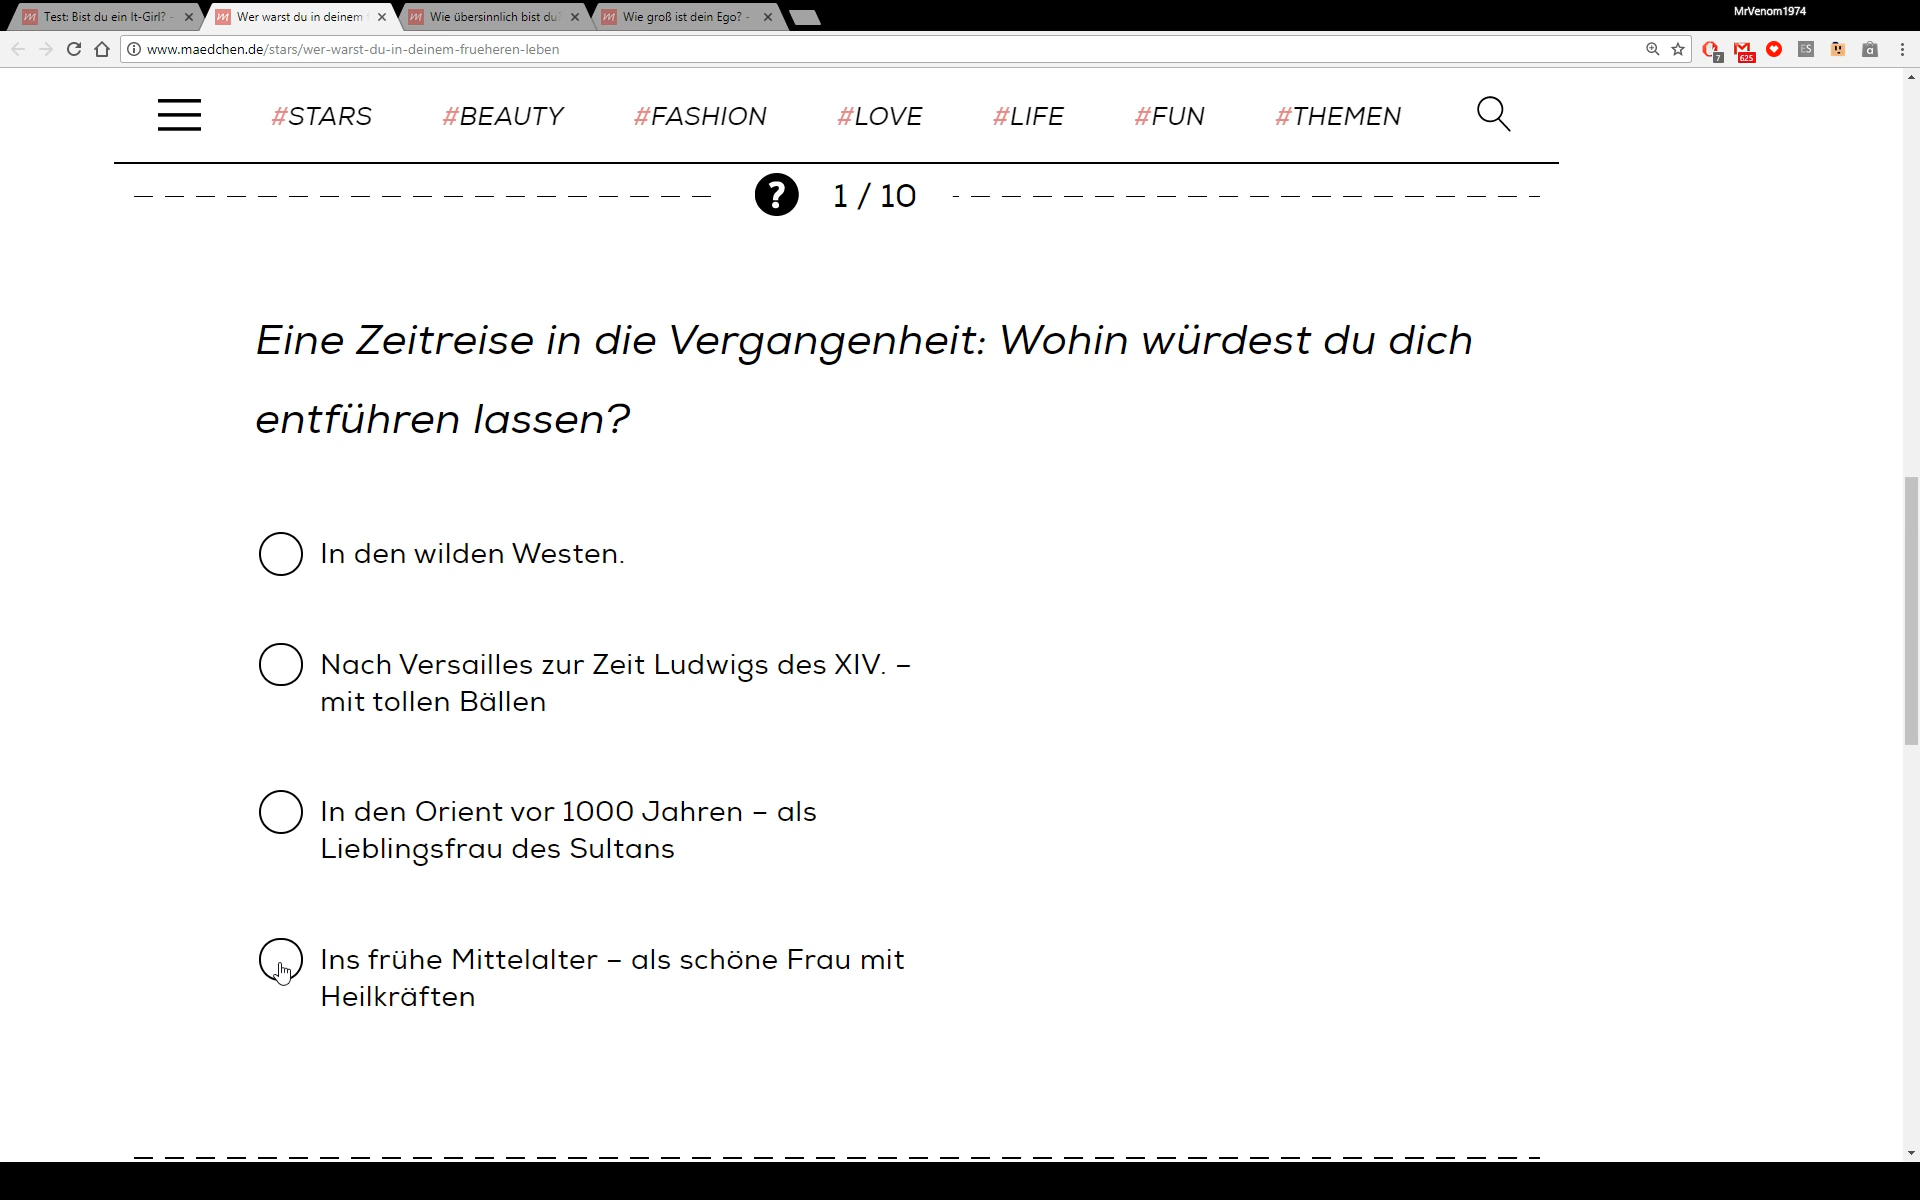 Test: Bist du ein It-Girl? -
Wer warst du in deinem
Wie übersinnlich bist du?
Wie groß ist dein Ego? -
MrVenom1974
www.maedchen.de/stars/wer-warst-du-in-deinem-frueheren-leben
7
625
ES
a
#STARS #BEAUTY #FASHION #LOVE #LIFE #FUN #THEMEN
? 1 / 10
Eine Zeitreise in die Vergangenheit: Wohin würdest du dich
entführen lassen?
In den wilden Westen.
Nach Versailles zur Zeit Ludwigs des XIV. –
mit tollen Bällen
In den Orient vor 1000 Jahren – als
Lieblingsfrau des Sultans
Ins frühe Mittelalter – als schöne Frau mit
Heilkräften